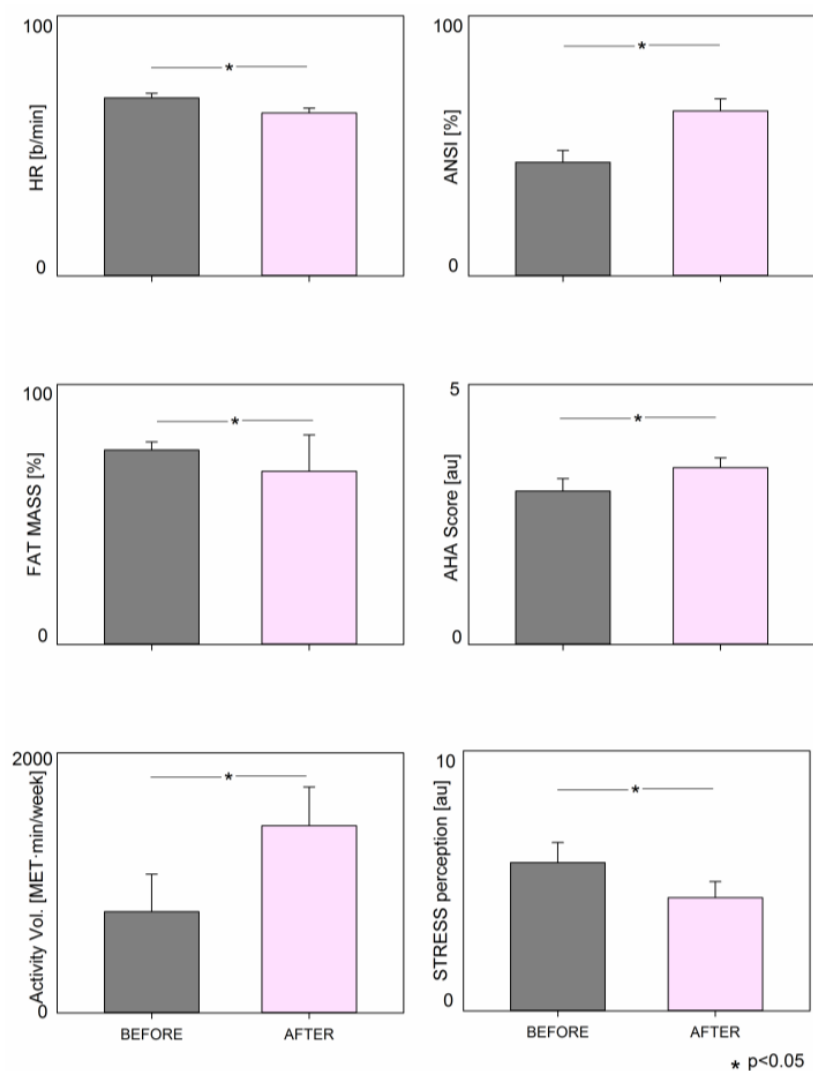 100
HR [b/min]
0
*
100
ANSI [%]
0
*
100
FAT MASS [%]
0
*
5
AHA Score [au]
0
*
2000
Activity Vol. [MET·min/week]
0
*
BEFORE
AFTER
10
STRESS perception [au]
0
*
BEFORE
AFTER
* p<0.05